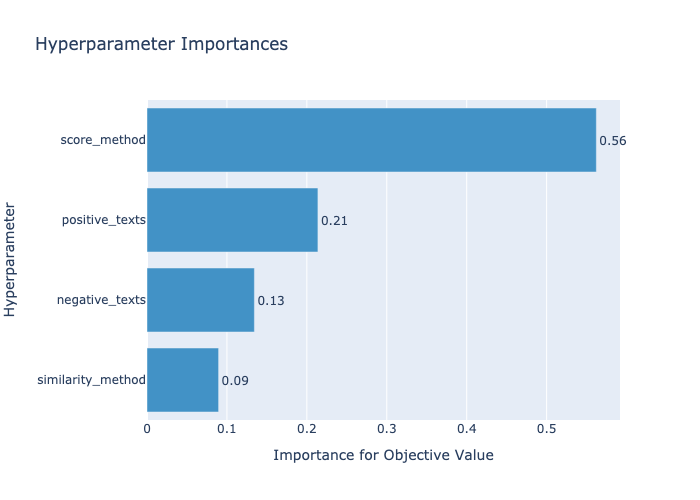 Hyperparameter Importances
Hyperparameter
score_method
0.56
positive_texts
0.21
negative_texts
0.13
similarity_method
0.09
0 0.1 0.2 0.3 0.4 0.5
Importance for Objective Value